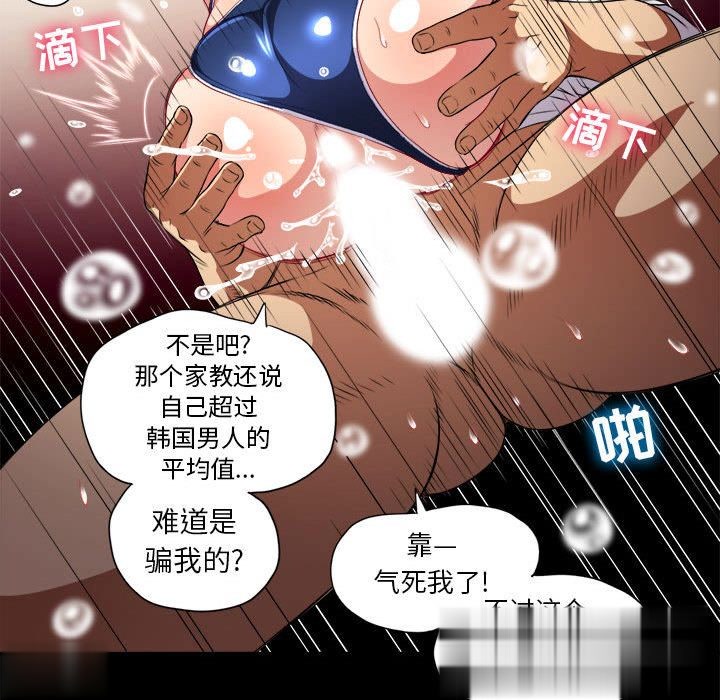 滴下
滴下
不是吧?
那个家教还说
自己超过
韩国男人的
平均值...
难道是
骗我的?
啪
靠—
气死我了!